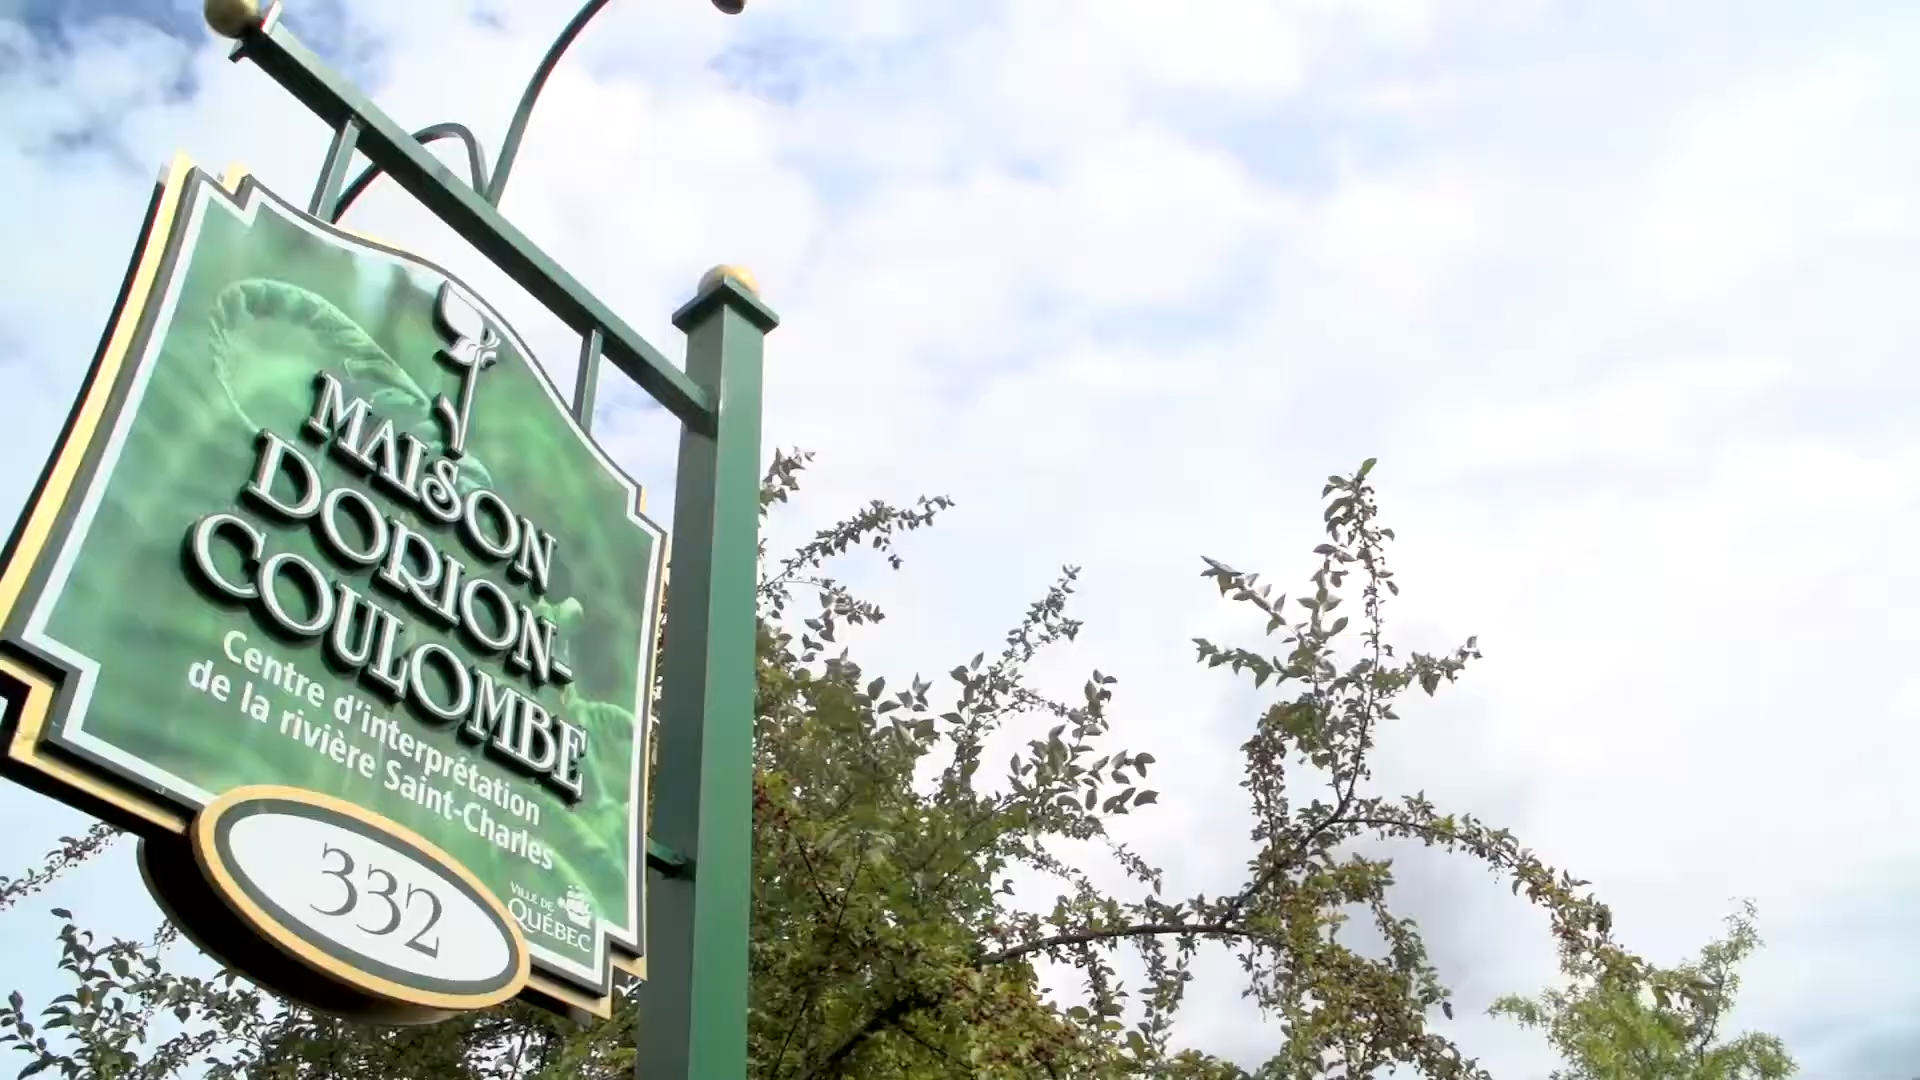 MAISON
DORION-
COULOMBE
Centre d'interprétation
de la rivière Saint-Charles
332
VILLE DE
QUÉBEC